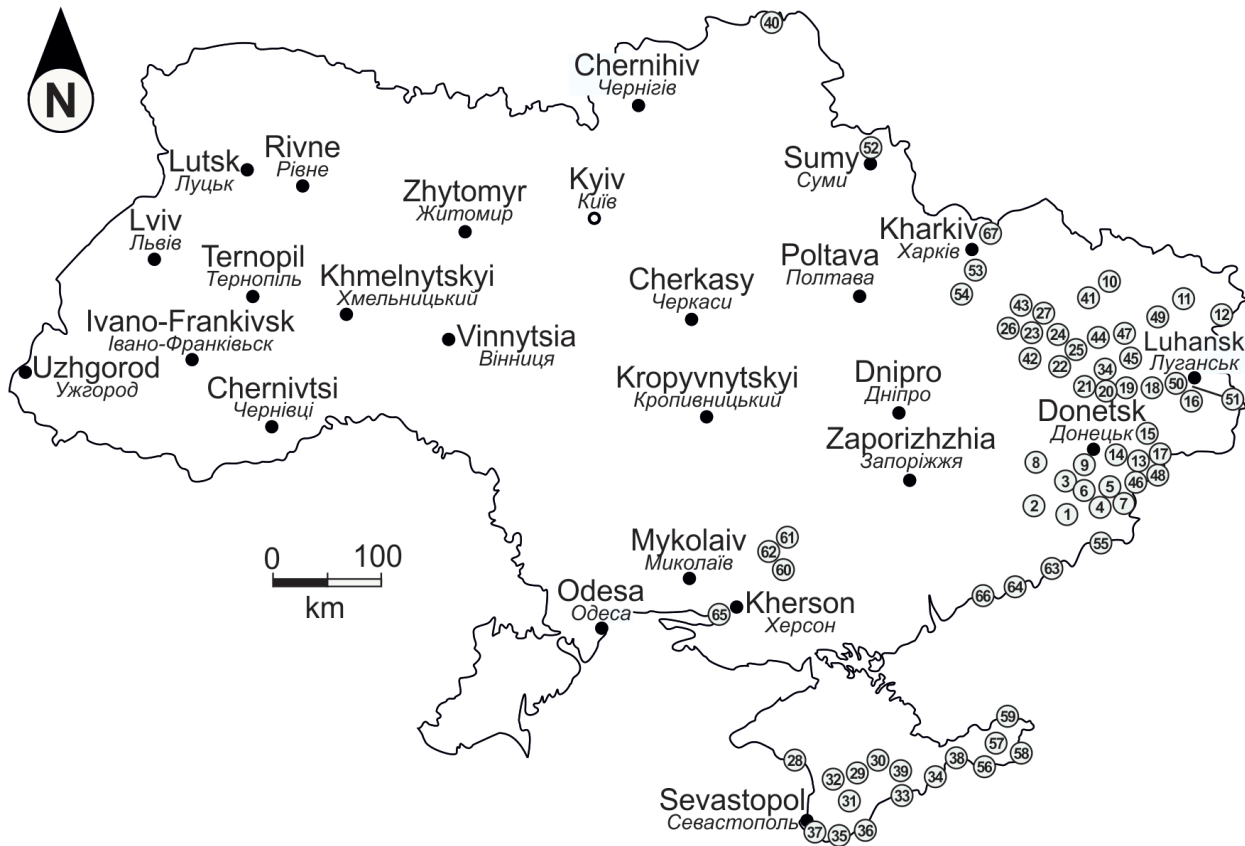 40
Chernihiv
Чернігів
N
52
Sumy
Суми
Rivne
Рівне
Lutsk
Луцьк
Kyiv
Київ
Zhytomyr
Житомир
Lviv
Львів
Kharkiv
Харків
67
Ternopil
Тернопіль
Poltava
Полтава
53
54
Khmelnytskyi
Хмельницький
Cherkasy
Черкаси
10
41
11
12
43
27
49
26
23
24
44
47
25
Ivano-Frankivsk
Івано-Франківьск
Vinnytsia
Вінниця
Luhansk
Луганськ
42
22
45
34
Uzhgorod
Ужгород
Chernivtsi
Чернівці
Kropyvnytskyi
Кропивницький
Dnipro
Дніпро
21
20
19
18
50
16
51
Donetsk
Донецьк
15
Zaporizhzhia
Запоріжжя
8
9
14
13
17
3
6
5
46
48
2
1
4
7
Mykolaiv
Миколаїв
61
62
60
55
0
100
km
63
64
66
Odesa
Одеса
65
Kherson
Херсон
59
57
58
28
30
38
56
32
29
39
34
31
33
Sevastopol
Севастополь
37
35
36